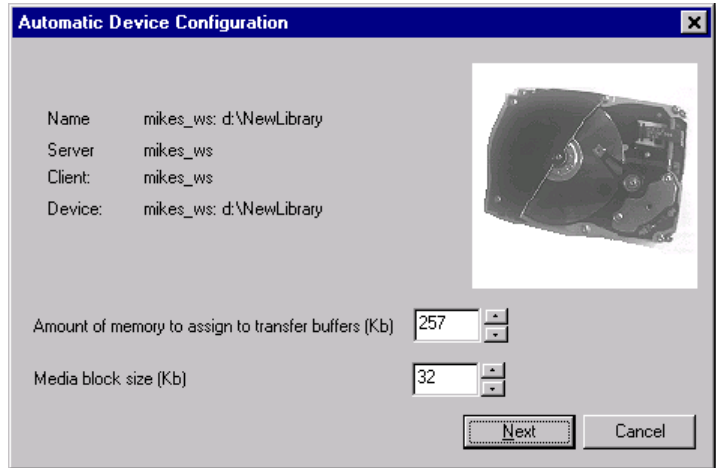 Automatic Device Configuration
Name mikes_ws: d:\NewLibrary
Server mikes_ws
Client: mikes_ws
Device: mikes_ws: d:\NewLibrary
Amount of memory to assign to transfer buffers (Kb) 257
Media block size (Kb) 32
Next Cancel